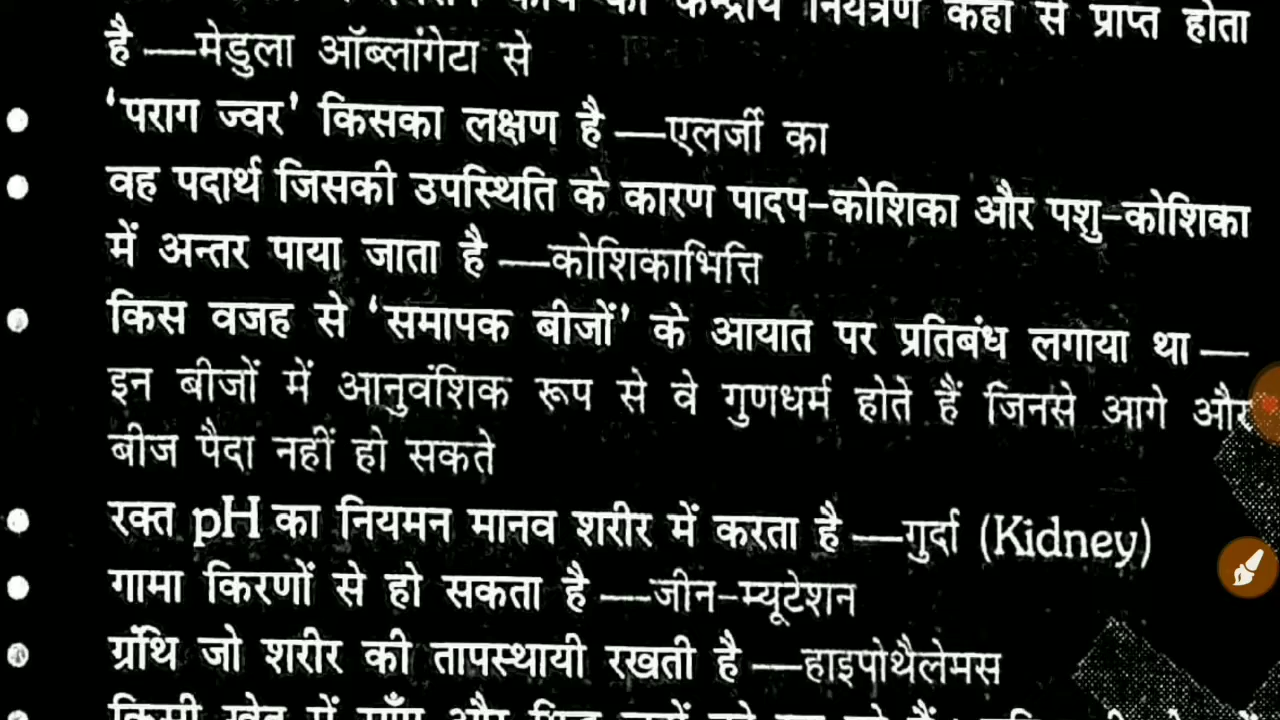 नियंत्रण कहाँ से प्राप्त होता
है —मेडुला ऑब्लांगेटा से
'पराग ज्वर' किसका लक्षण है —एलर्जी का
वह पदार्थ जिसकी उपस्थिति के कारण पादप-कोशिका और पशु-कोशिका
में अन्तर पाया जाता है —कोशिकाभित्ति
किस वजह से 'समापक बीजों' के आयात पर प्रतिबंध लगाया था —
इन बीजों में आनुवंशिक रूप से वे गुणधर्म होते हैं जिनसे आगे और
बीज पैदा नहीं हो सकते
रक्त pH का नियमन मानव शरीर में करता है —गुर्दा (Kidney)
गामा किरणों से हो सकता है —जीन-म्यूटेशन
ग्रंथि जो शरीर की तापस्थायी रखती है —हाइपोथैलेमस